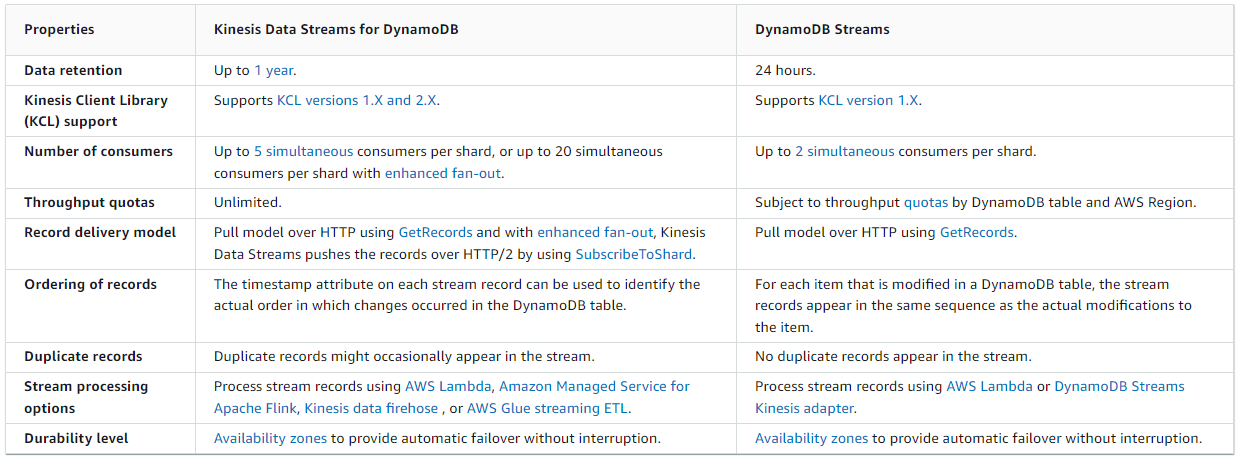 Properties
Kinesis Data Streams for DynamoDB
DynamoDB Streams
Data retention
Up to 1 year.
24 hours.
Kinesis Client Library
(KCL) support
Supports KCL versions 1.X and 2.X.
Supports KCL version 1.X.
Number of consumers
Up to 5 simultaneous consumers per shard, or up to 20 simultaneous
consumers per shard with enhanced fan-out.
Up to 2 simultaneous consumers per shard.
Throughput quotas
Unlimited.
Subject to throughput quotas by DynamoDB table and AWS Region.
Record delivery model
Pull model over HTTP using GetRecords and with enhanced fan-out, Kinesis
Data Streams pushes the records over HTTP/2 by using SubscribeToShard.
Pull model over HTTP using GetRecords.
Ordering of records
The timestamp attribute on each stream record can be used to identify the
actual order in which changes occurred in the DynamoDB table.
For each item that is modified in a DynamoDB table, the stream
records appear in the same sequence as the actual modifications to
the item.
Duplicate records
Duplicate records might occasionally appear in the stream.
No duplicate records appear in the stream.
Stream processing
options
Process stream records using AWS Lambda, Amazon Managed Service for
Apache Flink, Kinesis data firehose , or AWS Glue streaming ETL.
Process stream records using AWS Lambda or DynamoDB Streams
Kinesis adapter.
Durability level
Availability zones to provide automatic failover without interruption.
Availability zones to provide automatic failover without interruption.